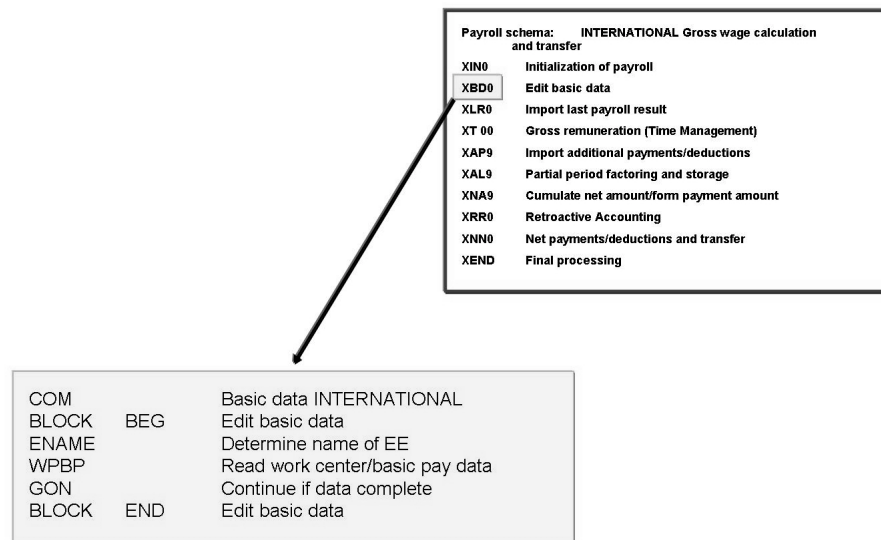 Payroll schema: INTERNATIONAL Gross wage calculation
and transfer
XIN0 Initialization of payroll
XBD0 Edit basic data
XLR0 Import last payroll result
XT 00 Gross remuneration (Time Management)
XAP9 Import additional payments/deductions
XAL9 Partial period factoring and storage
XNA9 Cumulate net amount/form payment amount
XRR0 Retroactive Accounting
XNN0 Net payments/deductions and transfer
XEND Final processing
COM Basic data INTERNATIONAL
BLOCK BEG Edit basic data
ENAME Determine name of EE
WPBP Read work center/basic pay data
GON Continue if data complete
BLOCK END Edit basic data